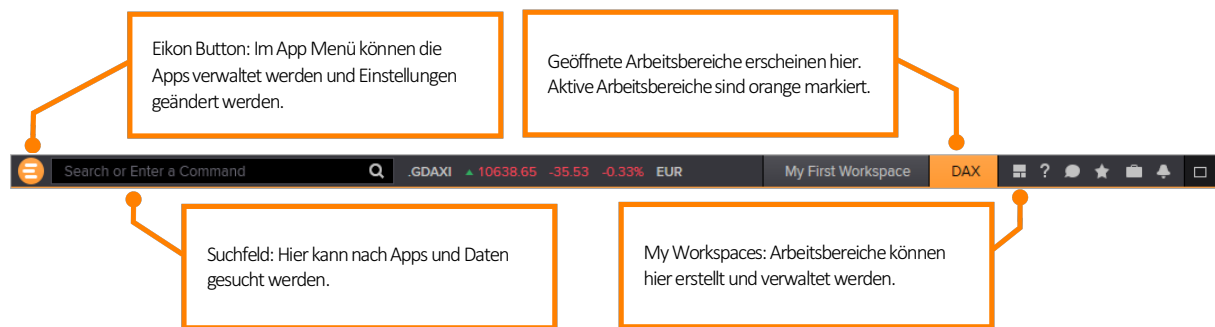 Eikon Button: Im App Menü können die
Apps verwaltet werden und Einstellungen
geändert werden.
Geöffnete Arbeitsbereiche erscheinen hier.
Aktive Arbeitsbereiche sind orange markiert.
Search or Enter a Command
.GDAXI ▲ 10638.65 -35.53 -0.33% EUR
My First Workspace
DAX
?
Suchfeld: Hier kann nach Apps und Daten
gesucht werden.
My Workspaces: Arbeitsbereiche können
hier erstellt und verwaltet werden.